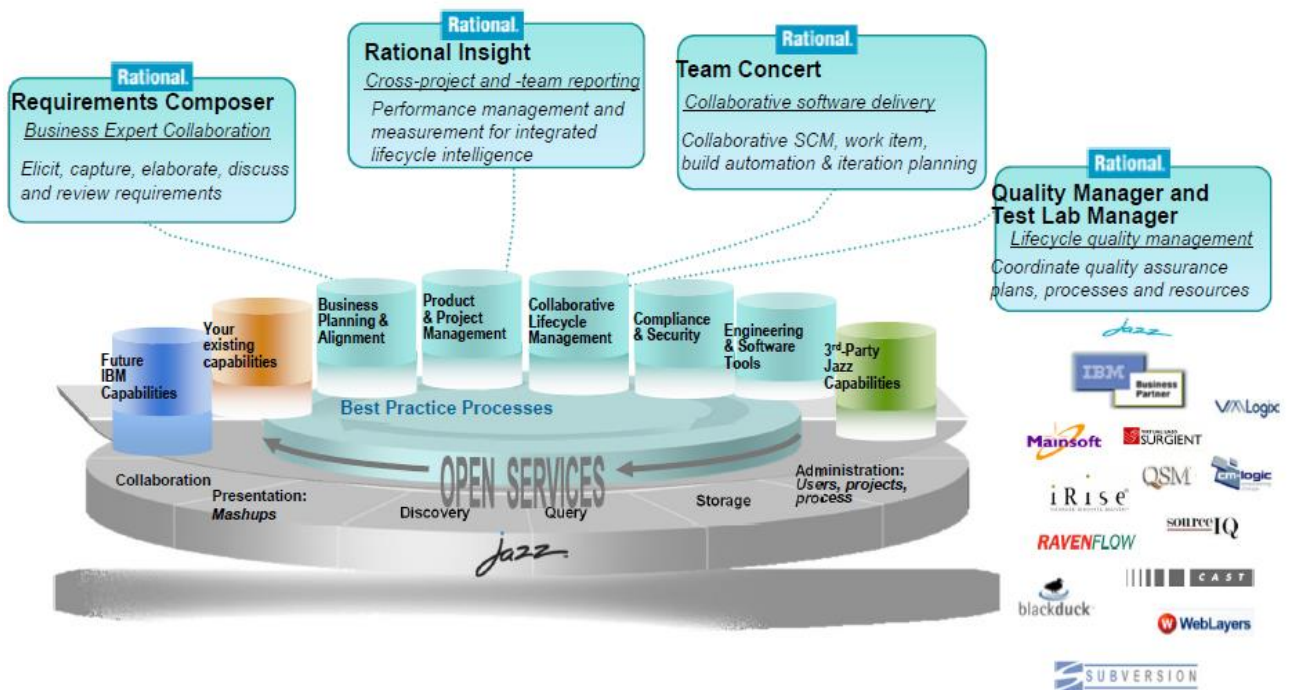 Rational.
Requirements Composer
Business Expert Collaboration
Elicit, capture, elaborate, discuss
and review requirements
Rational.
Rational Insight
Cross-project and -team reporting
Performance management and
measurement for integrated
lifecycle intelligence
Rational.
Team Concert
Collaborative software delivery
Collaborative SCM, work item,
build automation & iteration planning
Rational.
Quality Manager and
Test Lab Manager
Lifecycle quality management
Coordinate quality assurance
plans, processes and resources
Future
IBM
Capabilities
Your
existing
capabilities
Business
Planning &
Alignment
Product
& Project
Management
Collaborative
Lifecycle
Management
Compliance
& Security
Engineering
& Software
Tools
3rd-Party
Jazz
Capabilities
Best Practice Processes
OPEN SERVICES
Collaboration
Presentation:
Mashups
Discovery
Query
Storage
Administration:
Users, projects,
process
jazz
jazz
IBM
Business
Partner
VMLogix
Mainsoft
SURGIENT
QSM
cm-logic
iRise
source IQ
RAVENFLOW
CAST
blackduck
WebLayers
SUBVERSION